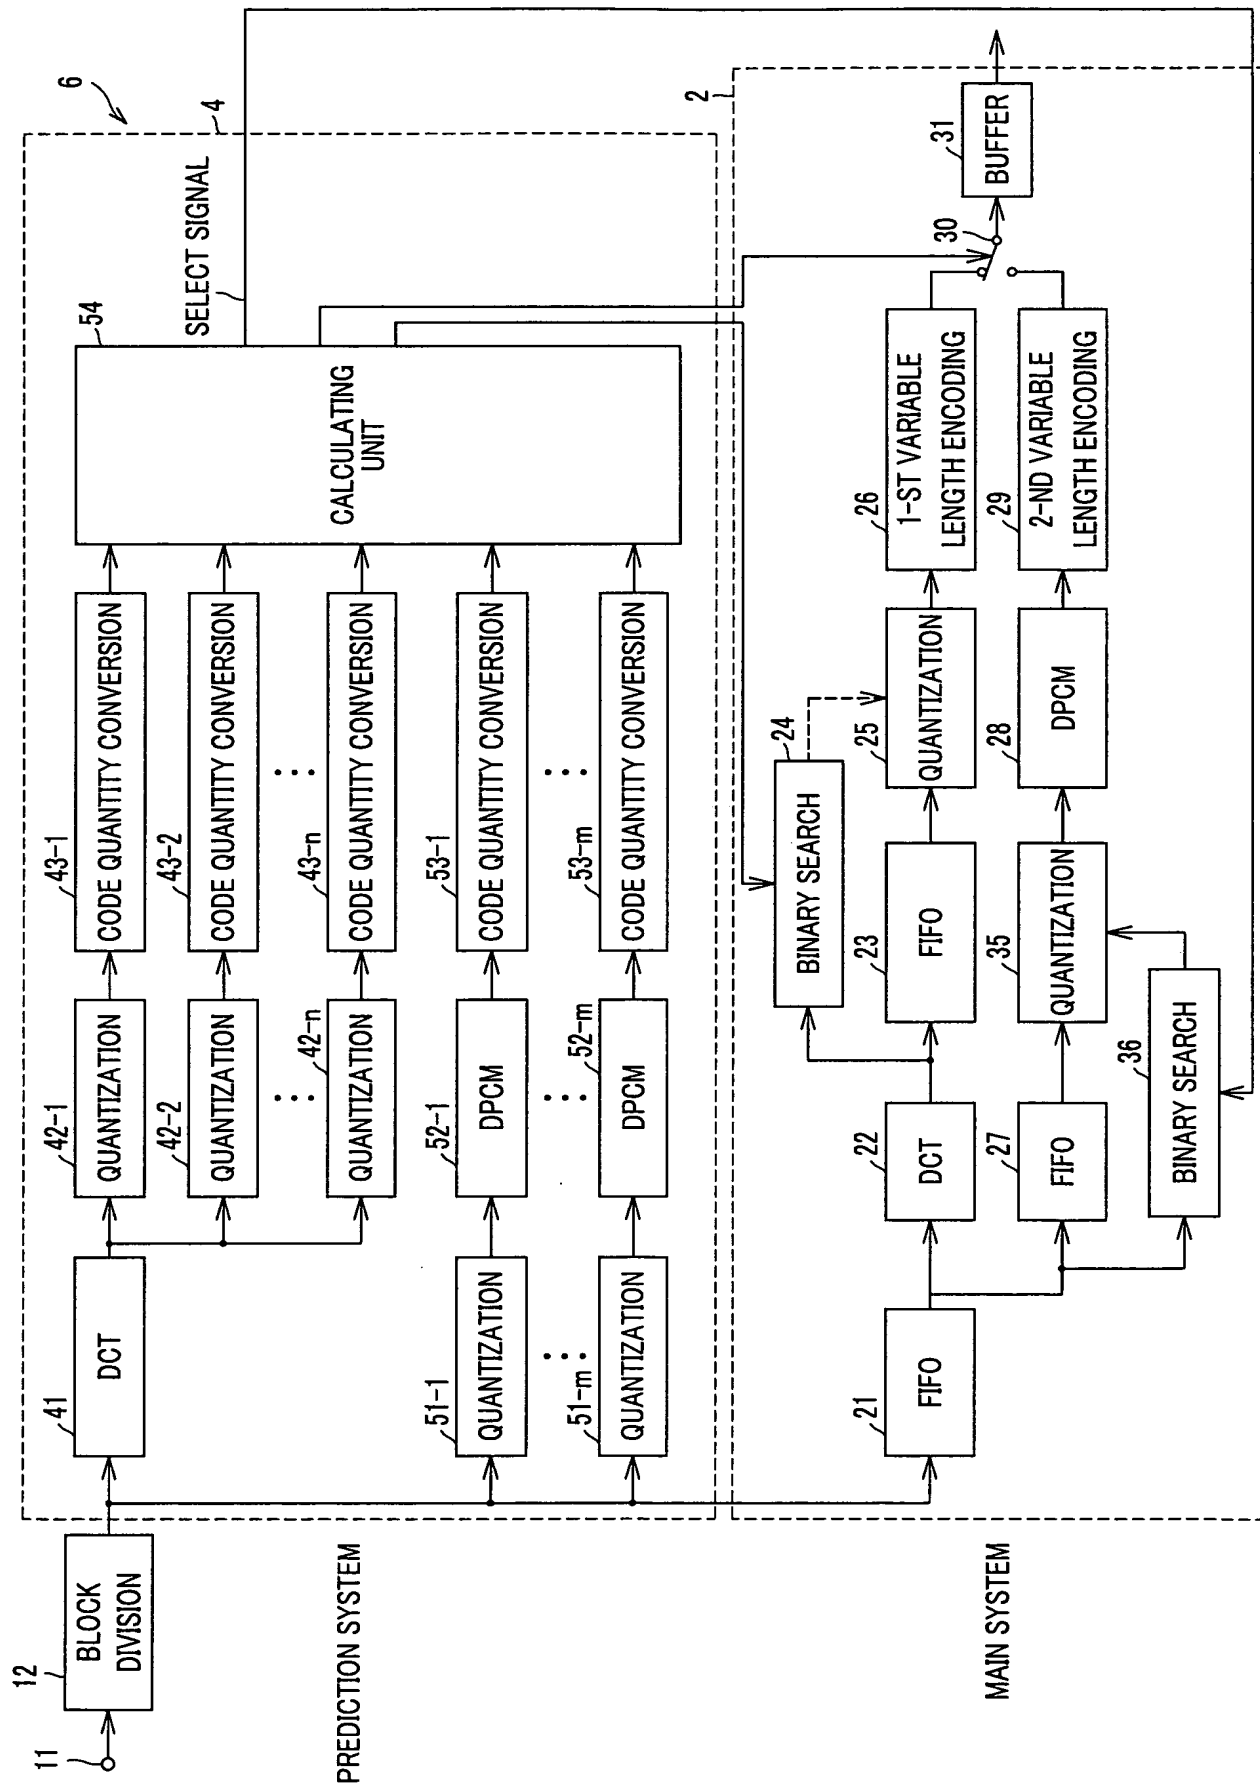 6
4
SELECT SIGNAL
11
12
BLOCK
DIVISION
PREDICTION SYSTEM
41
DCT
42-1
QUANTIZATION
43-1
CODE QUANTITY CONVERSION
42-2
QUANTIZATION
43-2
CODE QUANTITY CONVERSION
42-n
QUANTIZATION
43-n
CODE QUANTITY CONVERSION
51-1
QUANTIZATION
52-1
DPCM
53-1
CODE QUANTITY CONVERSION
51-m
QUANTIZATION
52-m
DPCM
53-m
CODE QUANTITY CONVERSION
54
CALCULATING
UNIT
MAIN SYSTEM
2
21
FIFO
22
DCT
23
FIFO
24
BINARY SEARCH
25
QUANTIZATION
26
1-ST VARIABLE
LENGTH ENCODING
27
FIFO
35
QUANTIZATION
28
DPCM
29
2-ND VARIABLE
LENGTH ENCODING
36
BINARY SEARCH
30
31
BUFFER